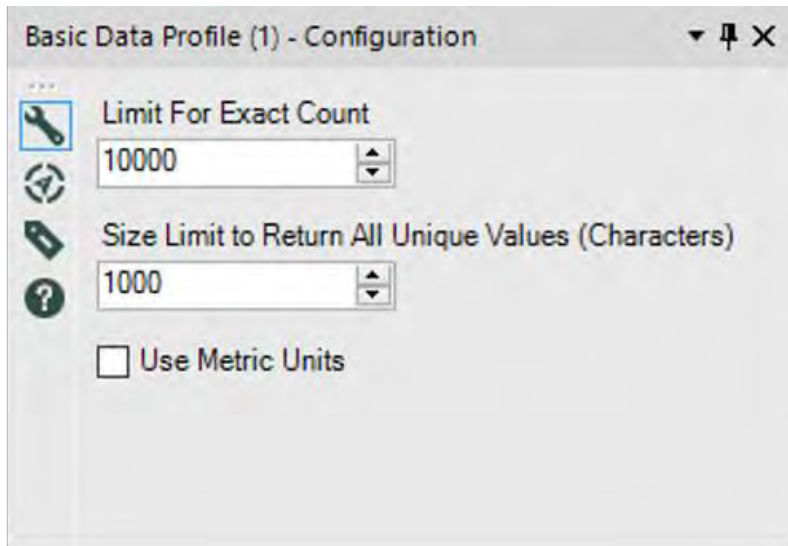 Basic Data Profile (1) - Configuration
Limit For Exact Count
10000
Size Limit to Return All Unique Values (Characters)
1000
Use Metric Units